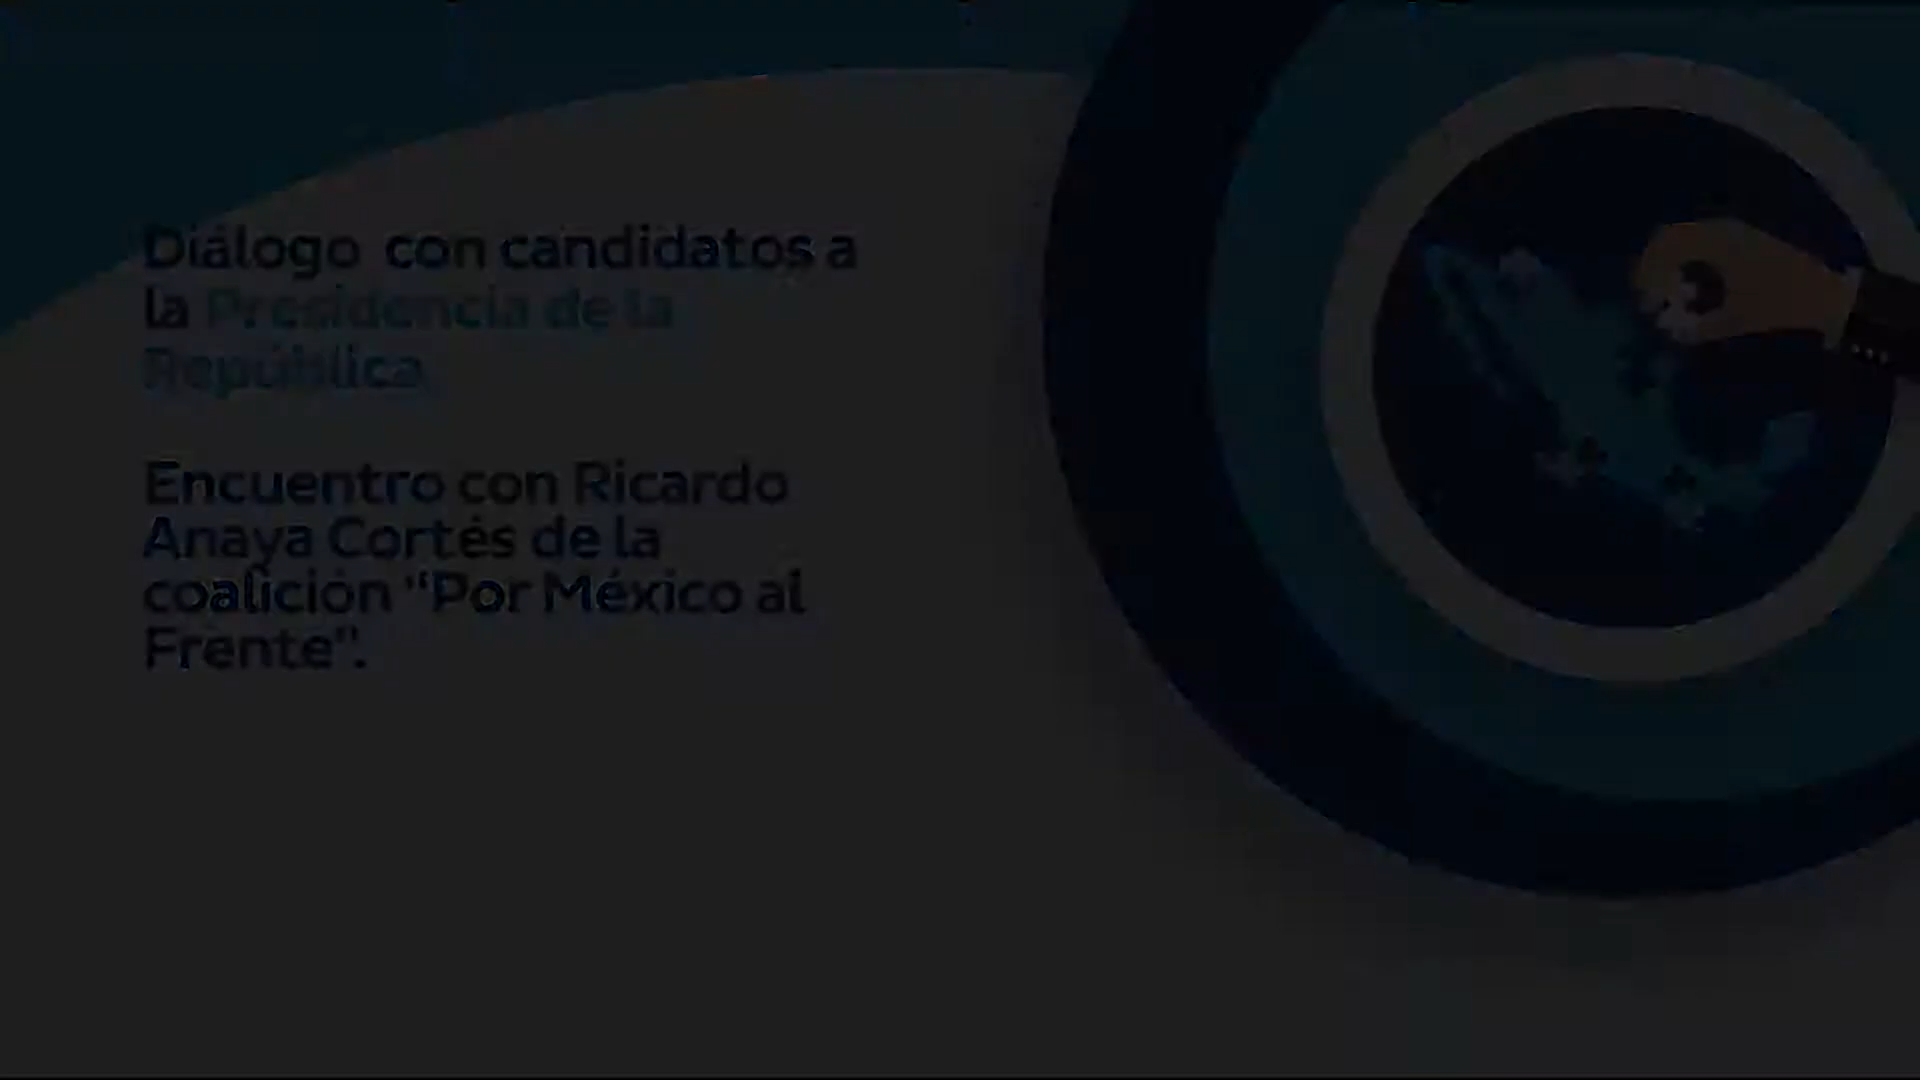 Diálogo con candidatos a
la Presidencia de la
República
Encuentro con Ricardo
Anaya Cortés de la
coalición "Por México al
Frente".